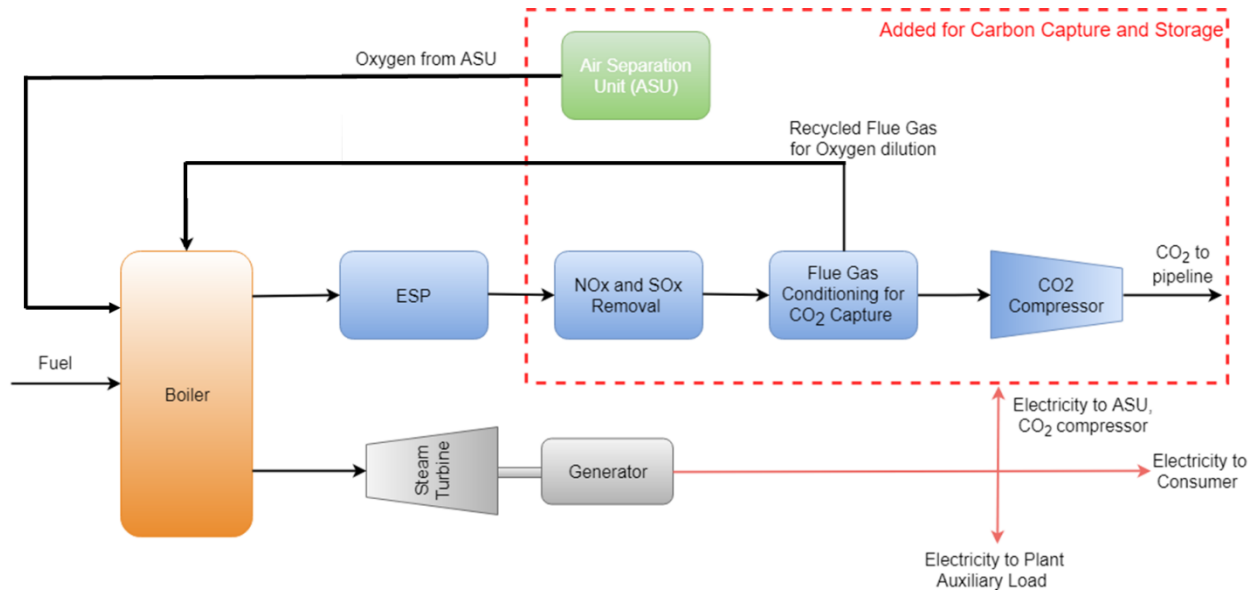 Added for Carbon Capture and Storage
Oxygen from ASU
Air Separation
Unit (ASU)
Recycled Flue Gas
for Oxygen dilution
CO2 to
pipeline
ESP
NOx and SOx
Removal
Flue Gas
Conditioning for
CO2 Capture
CO2
Compressor
Fuel
Boiler
Electricity to ASU,
CO2 compressor
Steam
Turbine
Generator
Electricity to
Consumer
Electricity to Plant
Auxiliary Load